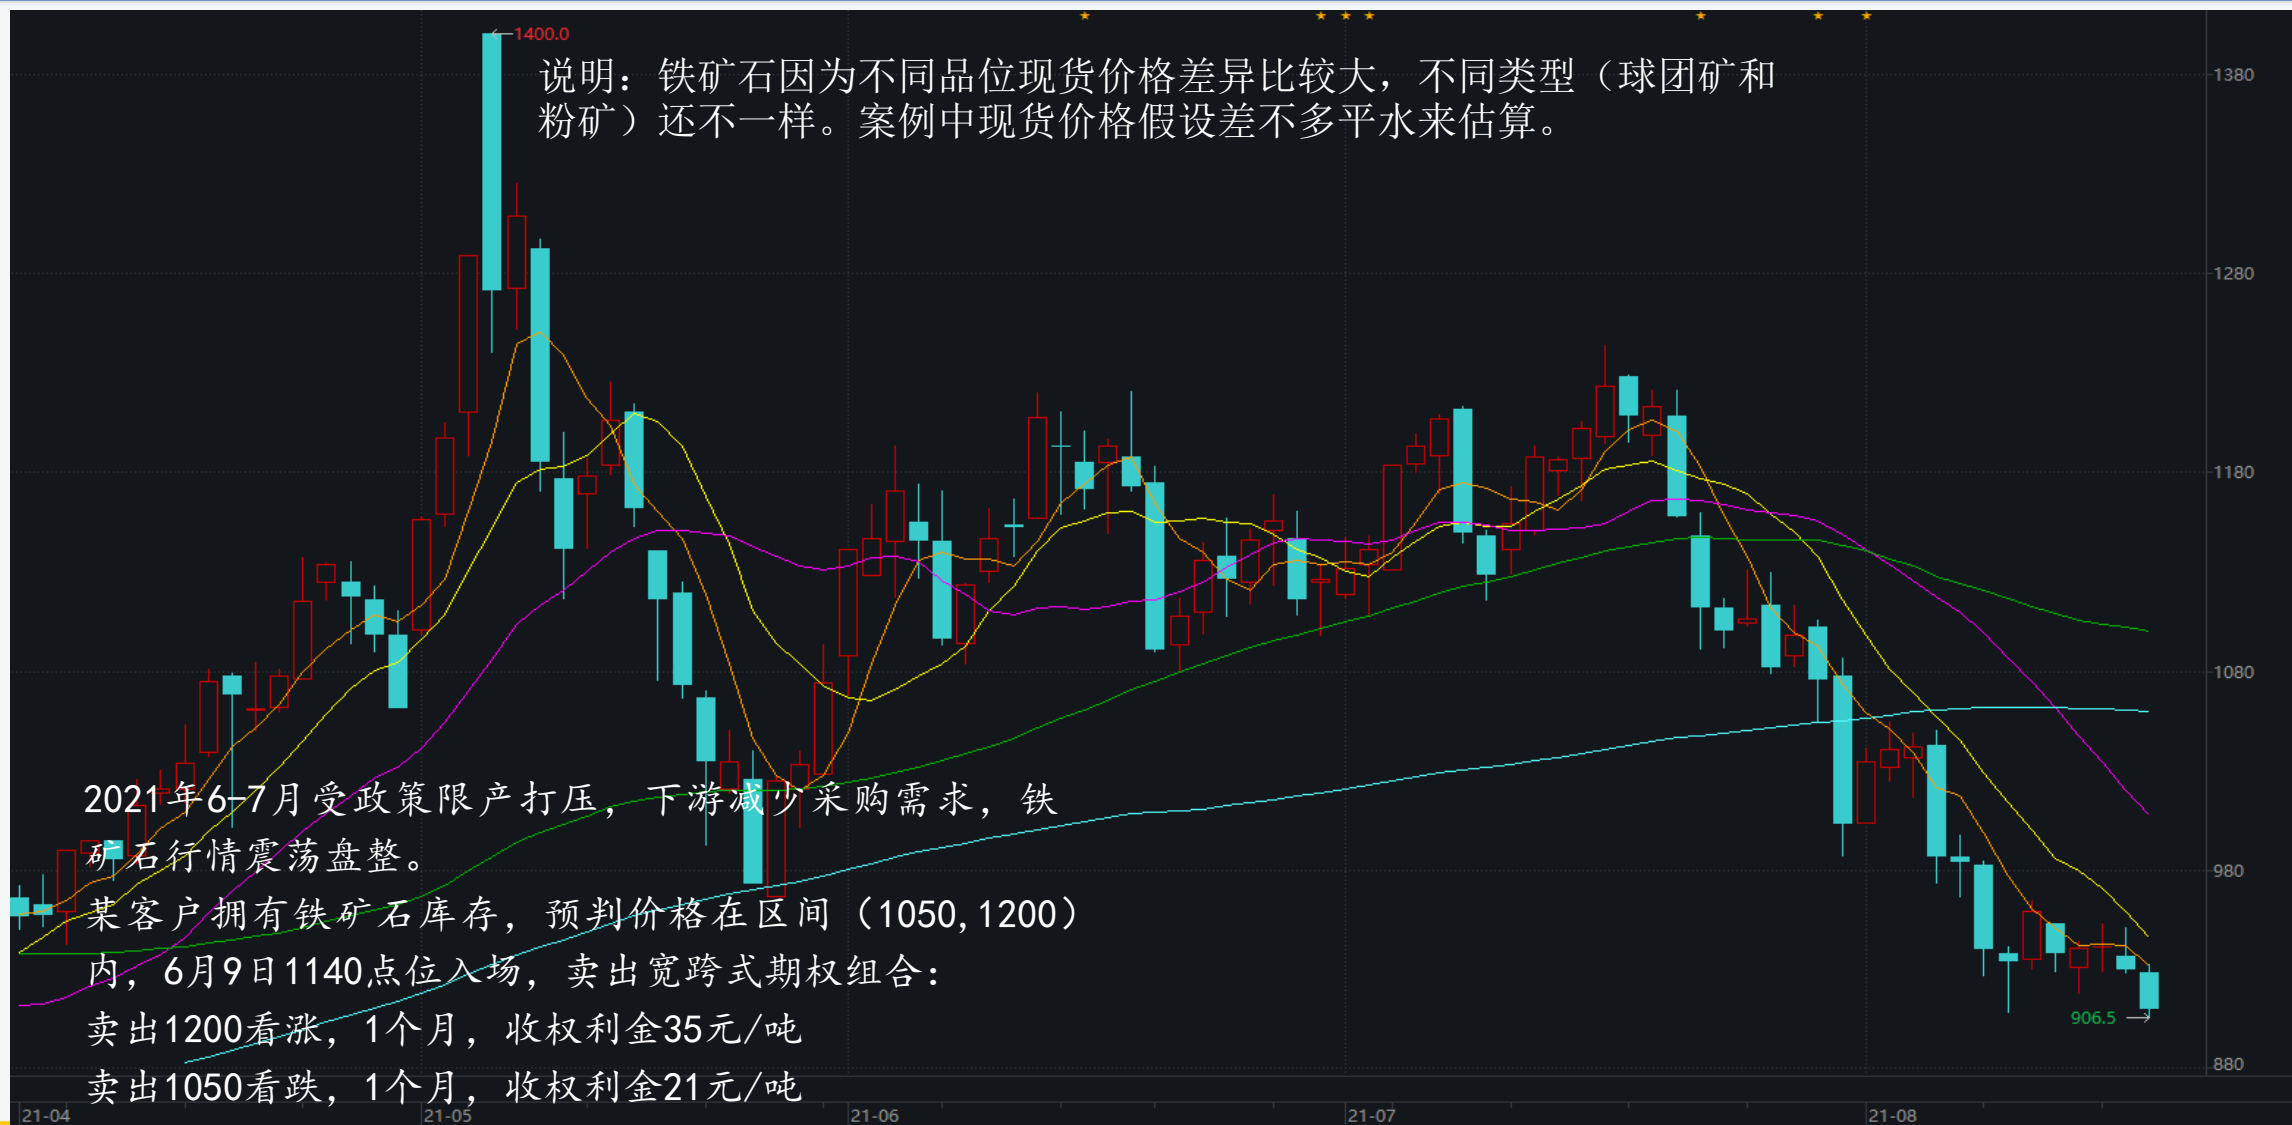 1400.0
说明：铁矿石因为不同品位现货价格差异比较大，不同类型（球团矿和
粉矿）还不一样。案例中现货价格假设差不多平水来估算。
1380
1280
1180
1080
980
880
2021年6-7月受政策限产打压，下游减少采购需求，铁
矿石行情震荡盘整。
某客户拥有铁矿石库存，预判价格在区间（1050,1200）
内，6月9日1140点位入场，卖出宽跨式期权组合：
卖出1200看涨，1个月，收权利金35元/吨
卖出1050看跌，1个月，收权利金21元/吨
906.5
21-04
21-05
21-06
21-07
21-08